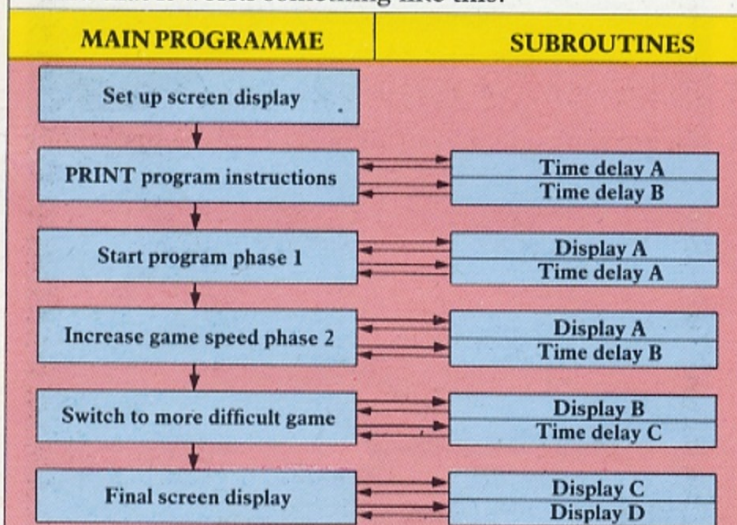 MAIN PROGRAMME
SUBROUTINES
Set up screen display
PRINT program instructions
Time delay A
Time delay B
Start program phase 1
Display A
Time delay A
Increase game speed phase 2
Display A
Time delay B
Switch to more difficult game
Display B
Time delay C
Final screen display
Display C
Display D